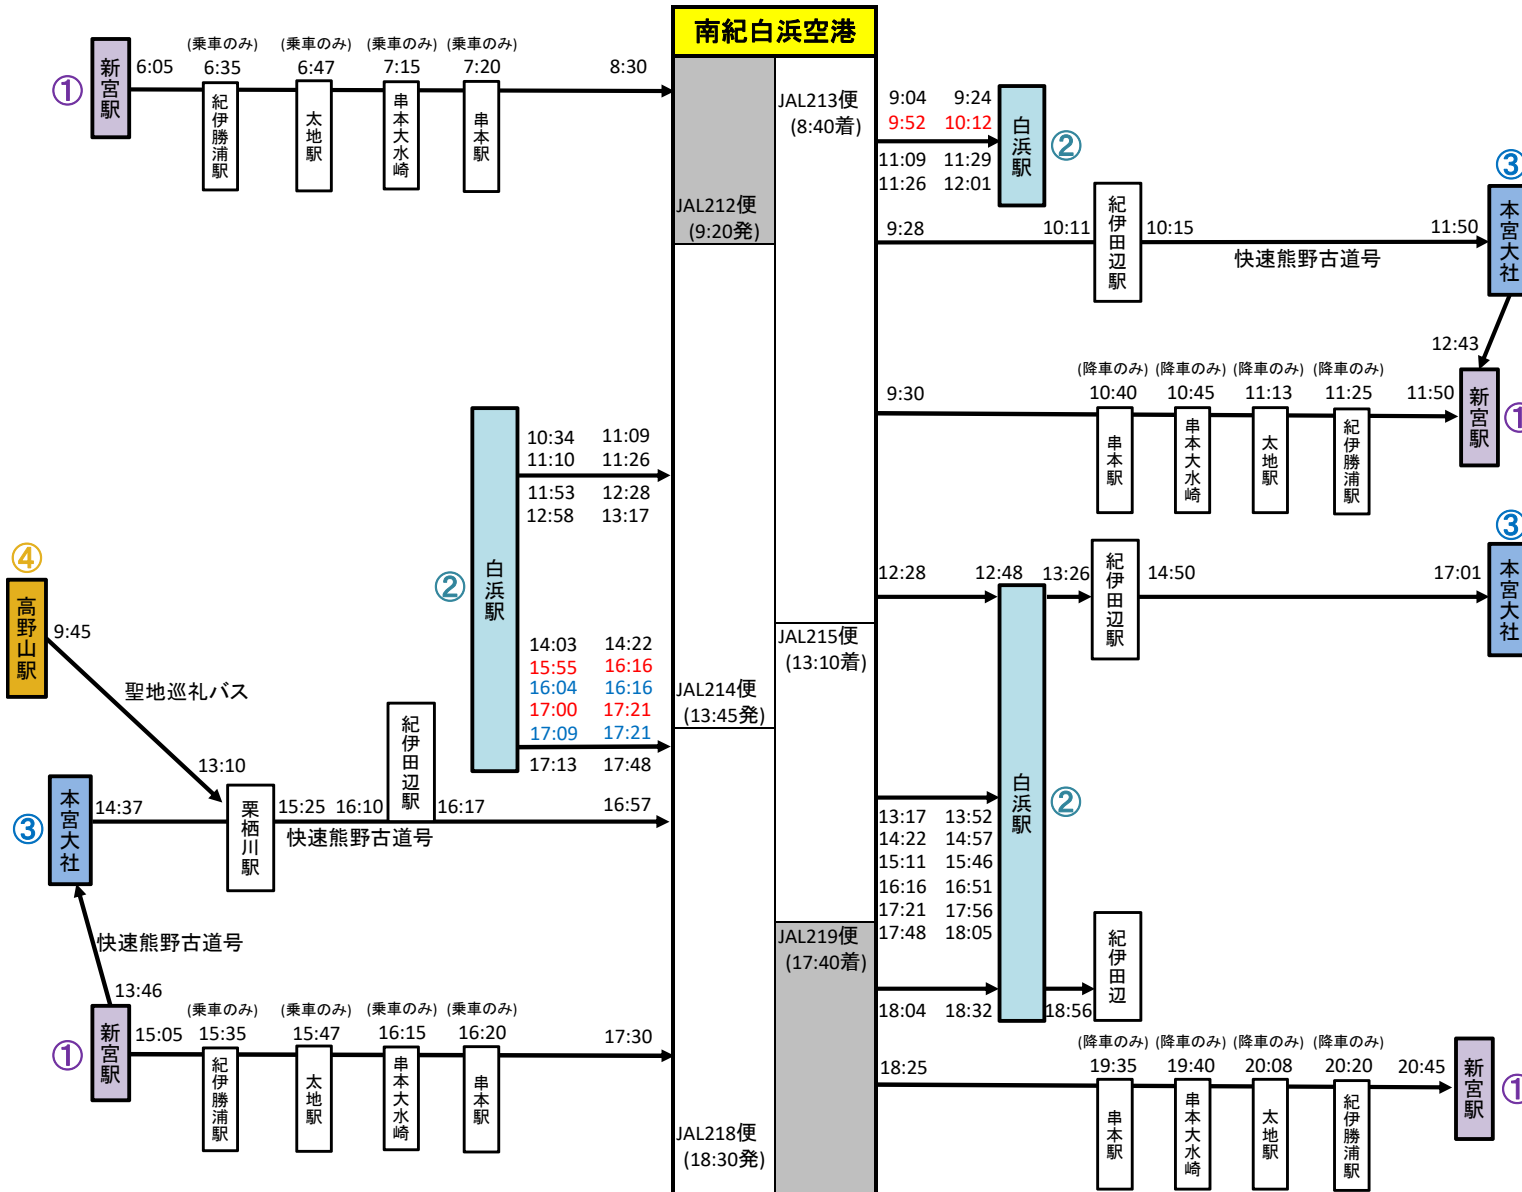 南紀白浜空港
(乗車のみ) (乗車のみ) (乗車のみ) (乗車のみ)
① 新宮駅 6:05 6:35 6:47 7:15 7:20 8:30
紀伊勝浦駅 太地駅 串本大水崎 串本駅
JAL212便
(9:20発)
JAL213便
(8:40着)
9:04 9:24
9:52 10:12
11:09 11:29
11:26 12:01
白浜駅 ②
9:28 10:11 紀伊田辺駅 10:15 11:50
快速熊野古道号
③ 本宮大社
12:43
(降車のみ) (降車のみ) (降車のみ) (降車のみ)
9:30 10:40 10:45 11:13 11:25 11:50
串本駅 串本大水崎 太地駅 紀伊勝浦駅
新宮駅 ①
② 白浜駅
10:34 11:09
11:10 11:26
11:53 12:28
12:58 13:17
14:03 14:22
15:55 16:16
16:04 16:16
17:00 17:21
17:09 17:21
17:13 17:48
JAL214便
(13:45発)
④
高野山駅 9:45
聖地巡礼バス
13:10
③ 本宮大社 14:37 栗栖川駅 15:25 16:10 紀伊田辺駅 16:17 16:57
快速熊野古道号
快速熊野古道号
13:46
(乗車のみ) (乗車のみ) (乗車のみ) (乗車のみ)
① 新宮駅 15:05 15:35 15:47 16:15 16:20 17:30
紀伊勝浦駅 太地駅 串本大水崎 串本駅
JAL218便
(18:30発)
12:28 12:48 13:26 紀伊田辺駅 14:50 17:01
③ 本宮大社
JAL215便
(13:10着)
白浜駅 ②
13:17 13:52
14:22 14:57
15:11 15:46
16:16 16:51
17:21 17:56
17:48 18:05
JAL219便
(17:40着)
18:04 18:32 18:56 紀伊田辺
(降車のみ) (降車のみ) (降車のみ) (降車のみ)
18:25 19:35 19:40 20:08 20:20 20:45
串本駅 串本大水崎 太地駅 紀伊勝浦駅
新宮駅 ①